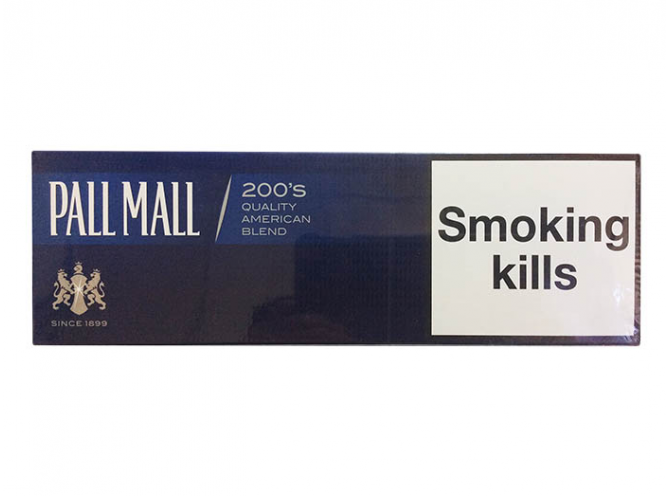 PALL MALL
200's
QUALITY
AMERICAN
BLEND
SINCE 1899
Smoking
kills